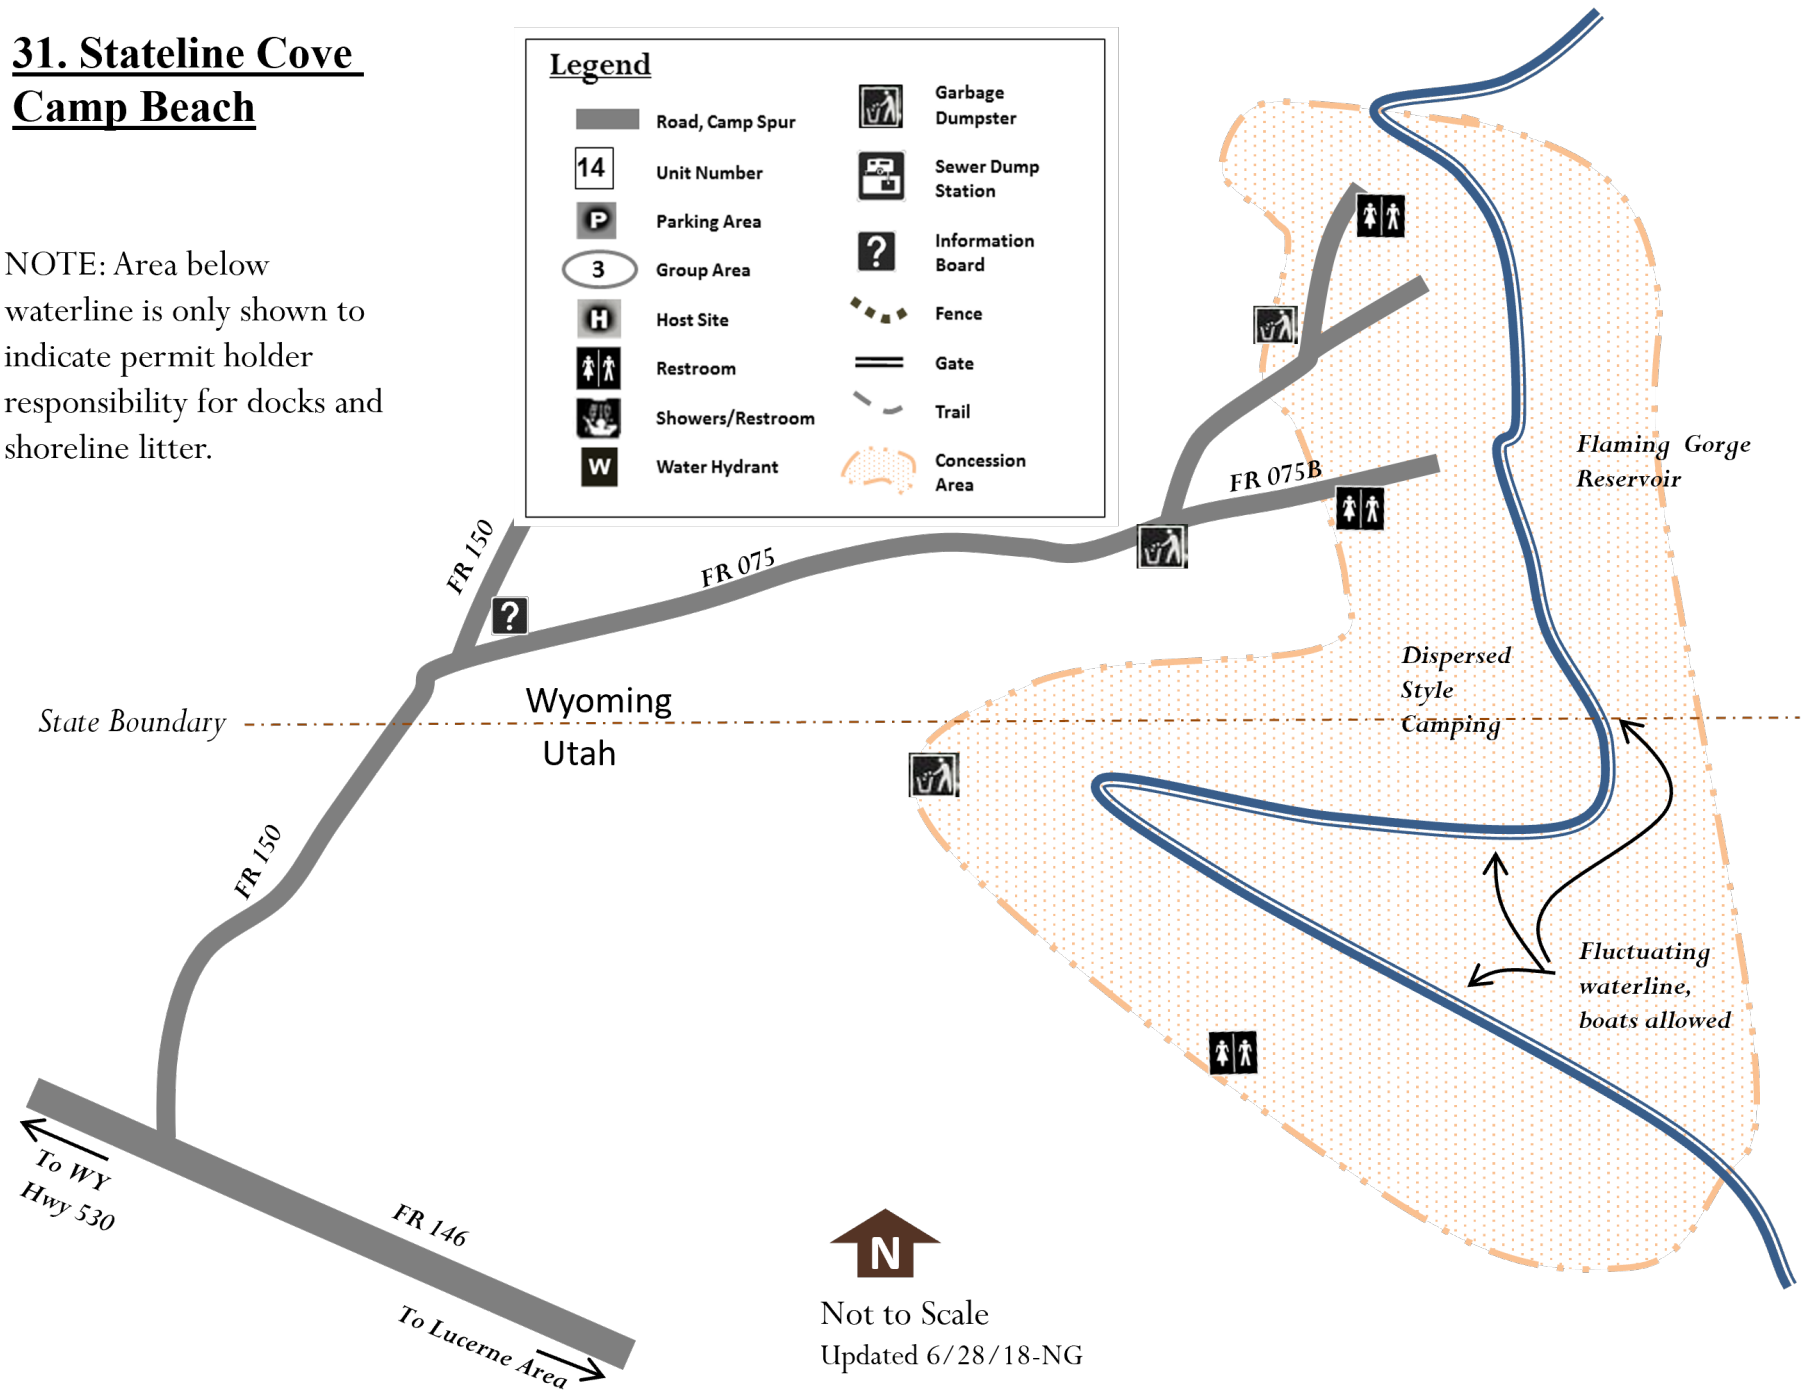 31. Stateline Cove
Camp Beach
NOTE: Area below
waterline is only shown to
indicate permit holder
responsibility for docks and
shoreline litter.
Legend
Road, Camp Spur
14
Unit Number
P
Parking Area
3
Group Area
H
Host Site
Restroom
Showers/Restroom
W
Water Hydrant
Garbage
Dumpster
Sewer Dump
Station
?
Information
Board
Fence
Gate
Trail
Concession
Area
FR 150
?
FR 075
FR 075B
Flaming Gorge
Reservoir
Dispersed
Style
Camping
State Boundary
Wyoming
Utah
FR 150
Fluctuating
waterline,
boats allowed
To WY
Hwy 530
FR 146
To Lucerne Area
N
Not to Scale
Updated 6/28/18-NG